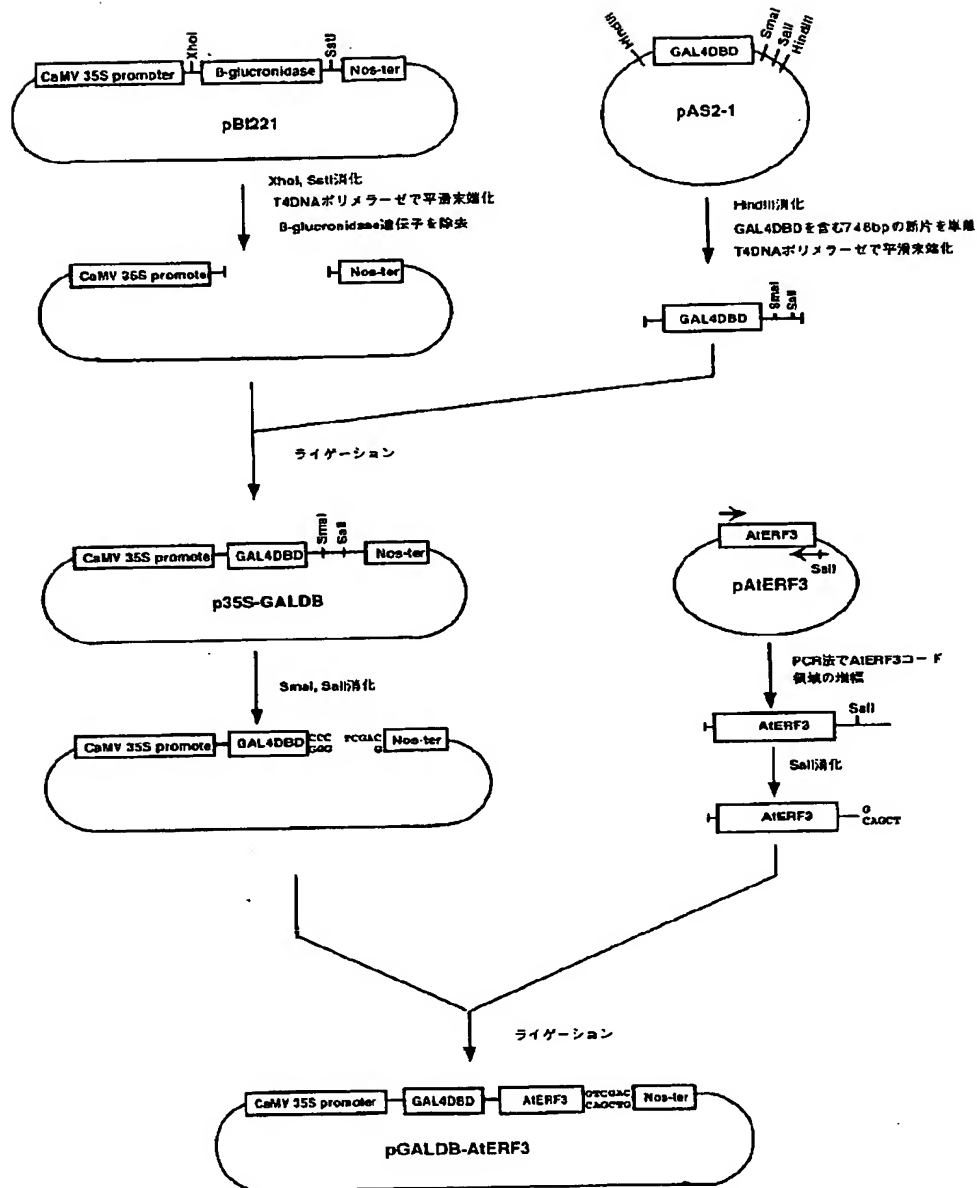 XhoI
SstI
CaMV 35S promoter
B-glucronidase
Nos-ter
pBI221
HindIII
GAL4DBD
SmaI
SalI
HindIII
pAS2-1
XhoI, SstI消化
T4DNAポリメラーゼで平滑末端化
B-glucronidase遺伝子を除去
HindIII消化
GAL4DBDを含む748bpの断片を単離
T4DNAポリメラーゼで平滑末端化
CaMV 35S promote
Nos-ter
GAL4DBD
SmaI
SalI
ライゲーション
CaMV 35S promote
GAL4DBD
SmaI
SalI
Nos-ter
p35S-GALDB
AtERF3
SalI
pAtERF3
SmaI, SalI消化
PCR法でAtERF3コード
領域の増幅
CaMV 35S promote
GAL4DBD
CCC
GGG
TCGAC
G
Nos-ter
AtERF3
SalI
SalI消化
AtERF3
G
CAGCT
ライゲーション
CaMV 35S promoter
GAL4DBD
AtERF3
GTCGAC
CAGCTG
Nos-ter
pGALDB-AtERF3